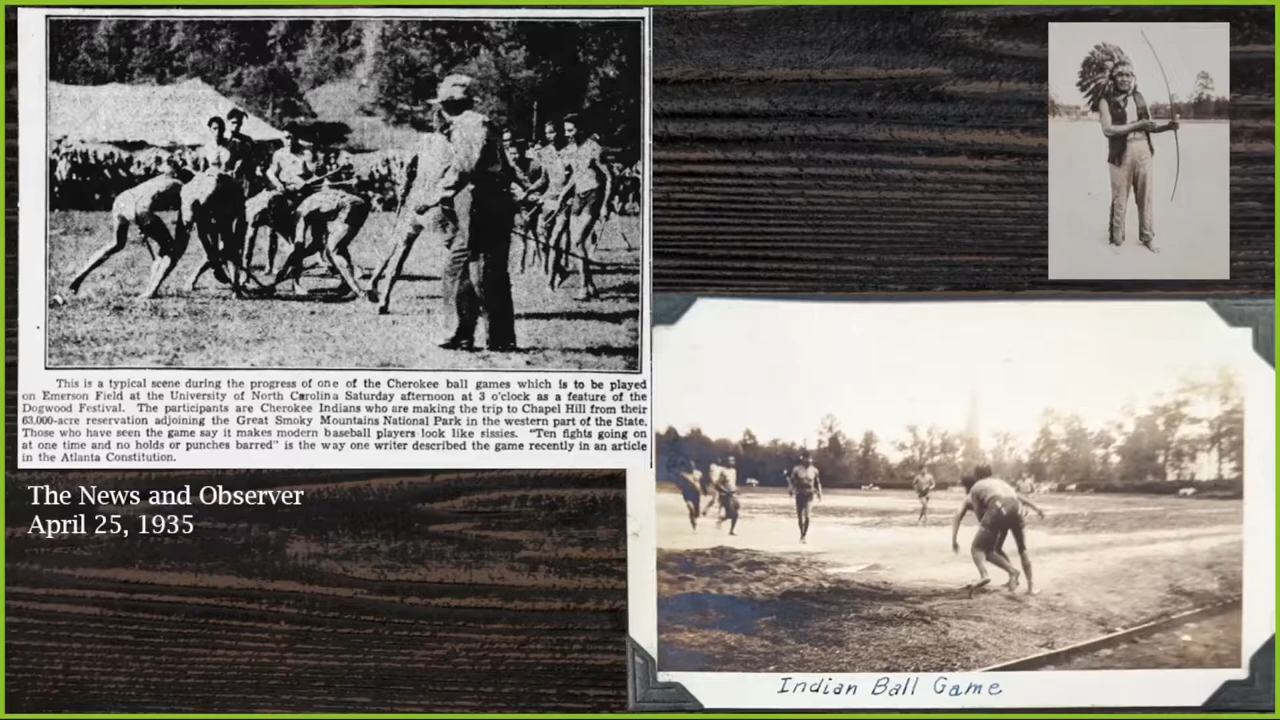 This is a typical scene during the progress of one of the Cherokee ball games which is to be played
on Emerson Field at the University of North Carolina Saturday afternoon at 3 o'clock as a feature of the
Dogwood Festival. The participants are Cherokee Indians who are making the trip to Chapel Hill from their
63,000-acre reservation adjoining the Great Smoky Mountains National Park in the western part of the State.
Those who have seen the game say it makes modern baseball players look like sissies. "Ten fights going on
at one time and no holds or punches barred" is the way one writer described the game recently in an article
in the Atlanta Constitution.
The News and Observer
April 25, 1935
Indian Ball Game